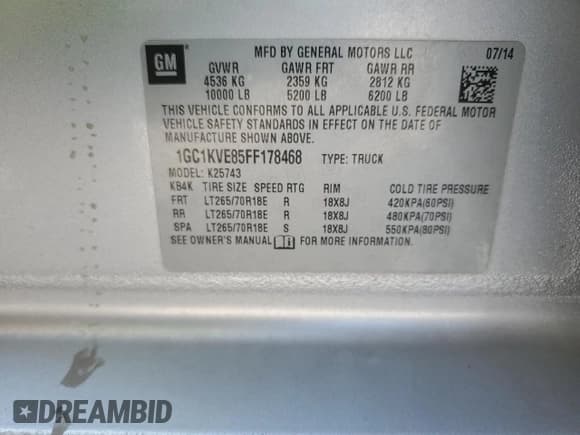 GM
MFD BY GENERAL MOTORS LLC 07/14
GVWR GAWR FRT GAWR RR
4536 KG 2359 KG 2812 KG
10000 LB 5200 LB 6200 LB
THIS VEHICLE CONFORMS TO ALL APPLICABLE U.S. FEDERAL MOTOR
VEHICLE SAFETY STANDARDS IN EFFECT ON THE DATE OF
MANUFACTURE SHOWN ABOVE.
1GC1KVE85FF178468 TYPE: TRUCK
MODEL: K25743
KB4K TIRE SIZE SPEED RTG RIM COLD TIRE PRESSURE
FRT LT265/70R18E R 18X8J 420KPA(60PSI)
RR LT265/70R18E R 18X8J 480KPA(70PSI)
SPA LT265/70R18E S 18X8J 550KPA(80PSI)
SEE OWNER'S MANUAL FOR MORE INFORMATION.
DREAMBID